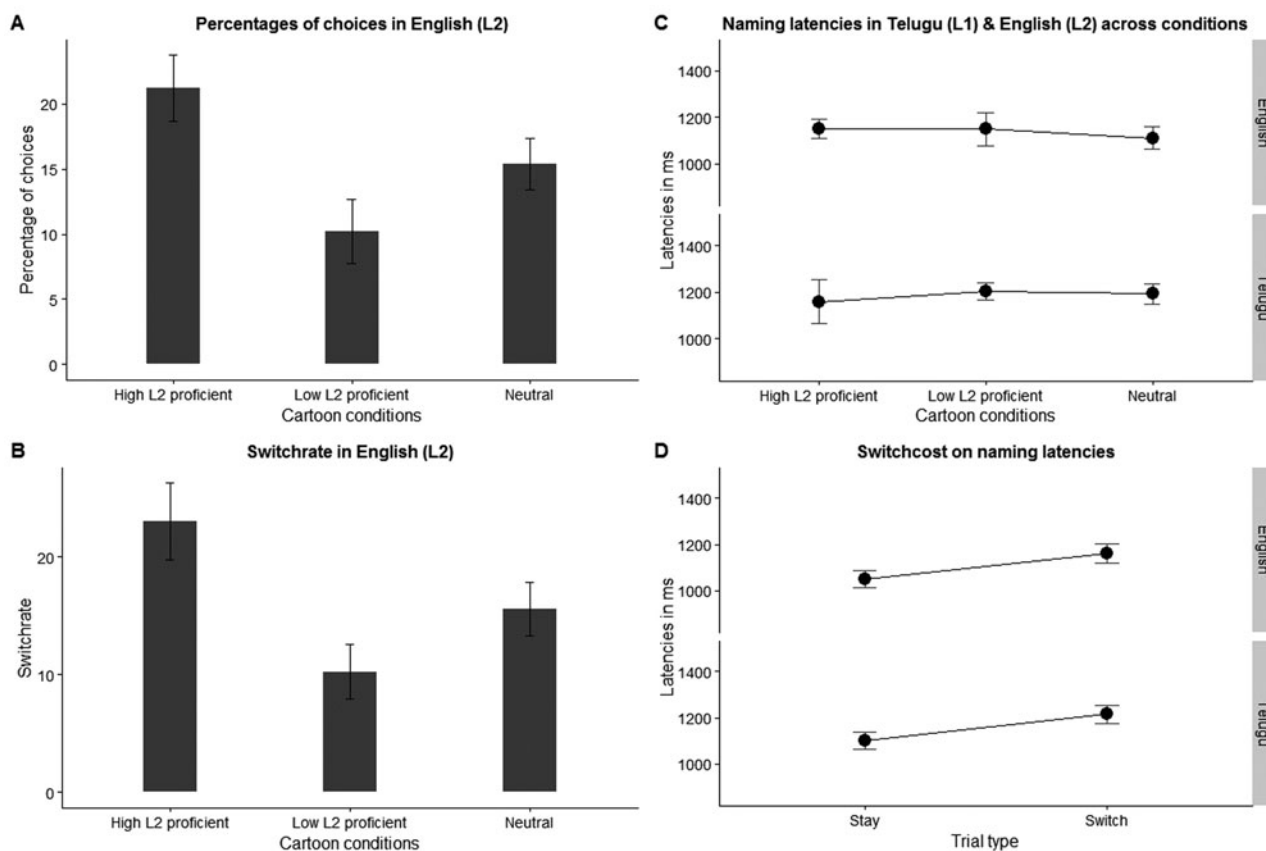 A
Percentages of choices in English (L2)
20
15
10
5
0
Percentage of choices
High L2 proficient
Low L2 proficient
Neutral
Cartoon conditions
B
Switchrate in English (L2)
20
10
0
Switchrate
High L2 proficient
Low L2 proficient
Neutral
Cartoon conditions
C
Naming latencies in Telugu (L1) & English (L2) across conditions
1400
1200
1000
English
1400
1200
1000
Telugu
Latencies in ms
High L2 proficient
Low L2 proficient
Neutral
Cartoon conditions
D
Switchcost on naming latencies
1400
1200
1000
English
1400
1200
1000
Telugu
Latencies in ms
Stay
Switch
Trial type